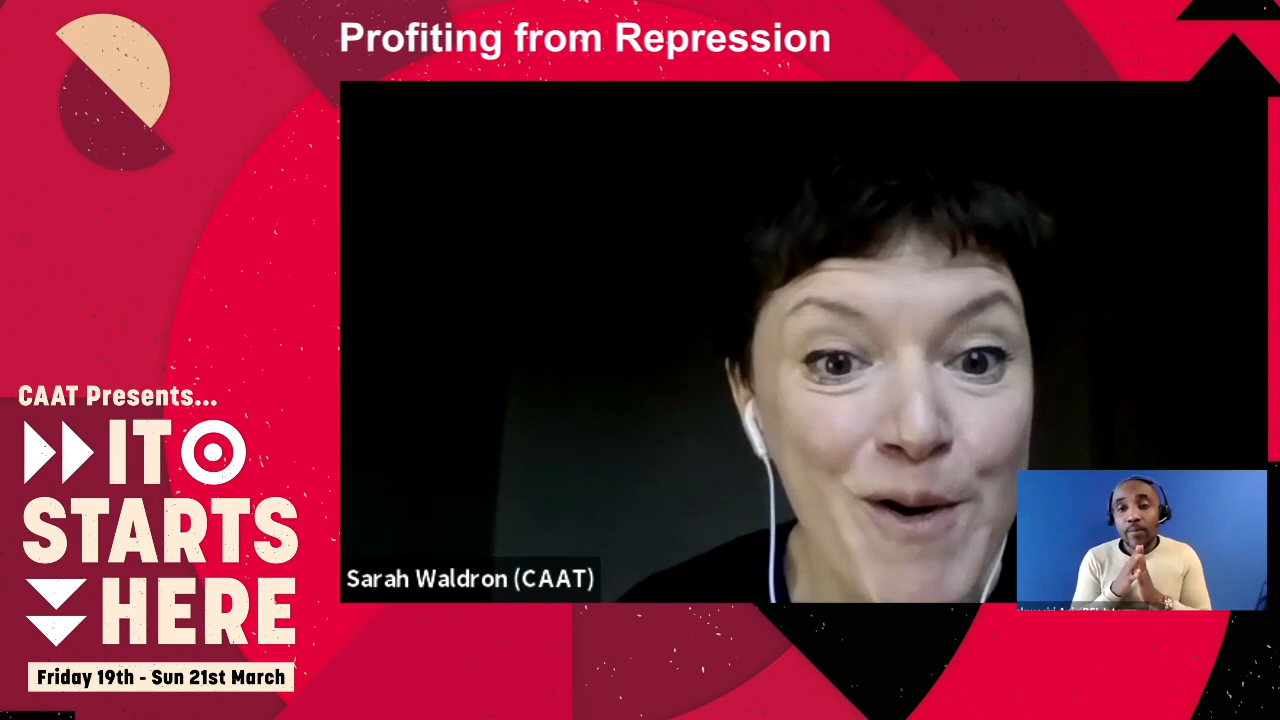 Profiting from Repression
CAAT Presents...
IT
STARTS
HERE
Friday 19th - Sun 21st March
Sarah Waldron (CAAT)